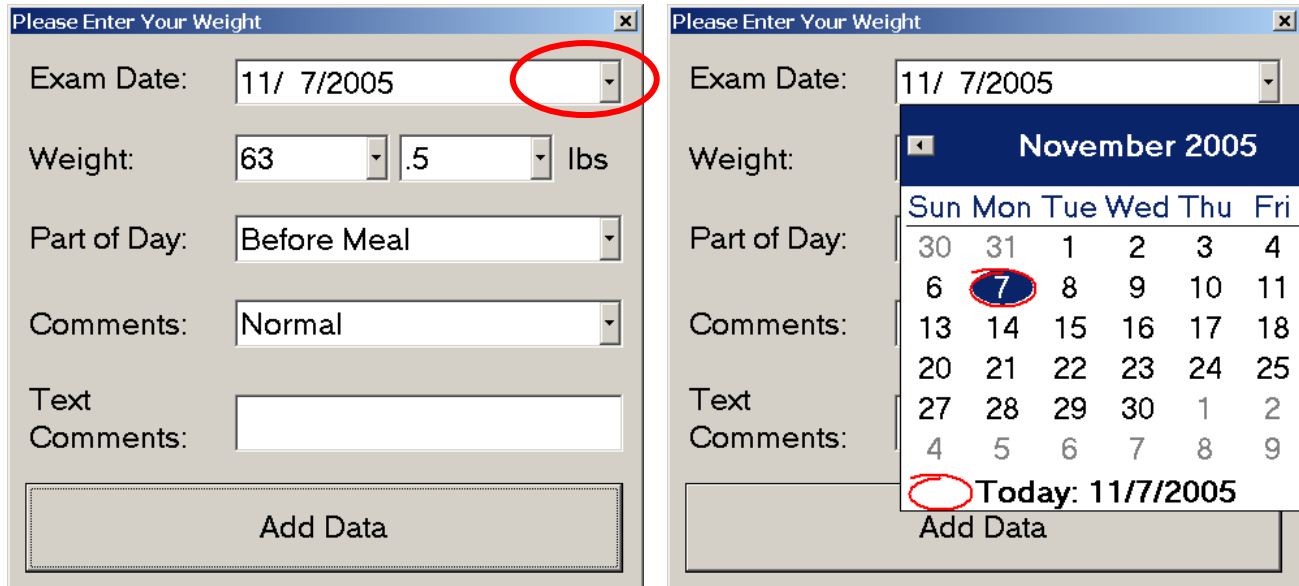 Please Enter Your Weight
Exam Date: 11/ 7/2005
Weight: 63 .5 lbs
Part of Day: Before Meal
Comments: Normal
Text
Comments:
Add Data
Please Enter Your Weight
Exam Date: 11/ 7/2005
Weight:
Part of Day:
Comments:
Text
Comments:
November 2005
Sun Mon Tue Wed Thu Fri
30 31 1 2 3 4
6 7 8 9 10 11
13 14 15 16 17 18
20 21 22 23 24 25
27 28 29 30 1 2
4 5 6 7 8 9
Today: 11/7/2005
Add Data